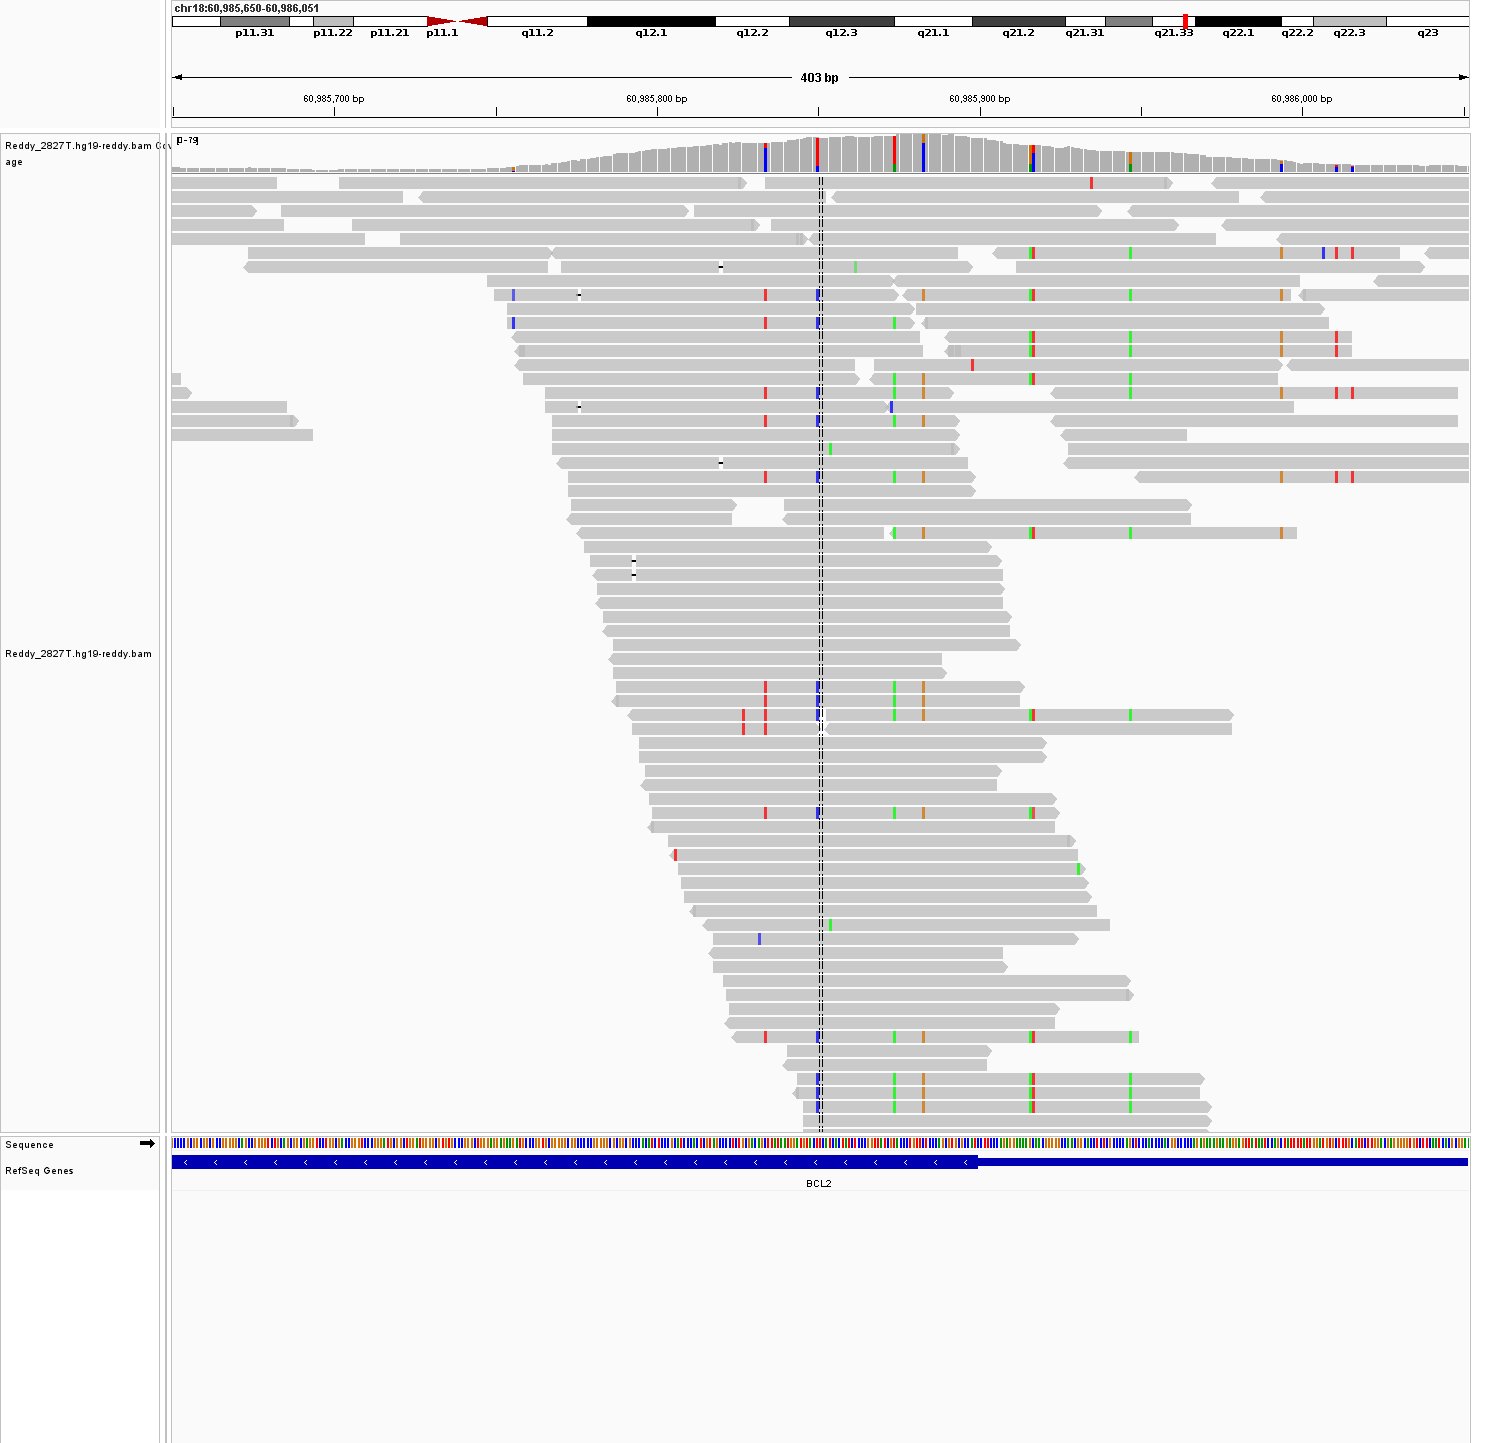 chr18:60,985,650-60,986,051
p11.31 p11.22 p11.21 p11.1 q11.2 q12.1 q12.2 q12.3 q21.1 q21.2 q21.31 q21.33 q22.1 q22.2 q22.3 q23
403 bp
60,985,700 bp 60,985,800 bp 60,985,900 bp 60,986,000 bp
Reddy_2827T.hg19-reddy.bam Cov
age
[0-79]
Reddy_2827T.hg19-reddy.bam
Sequence
RefSeq Genes
BCL2